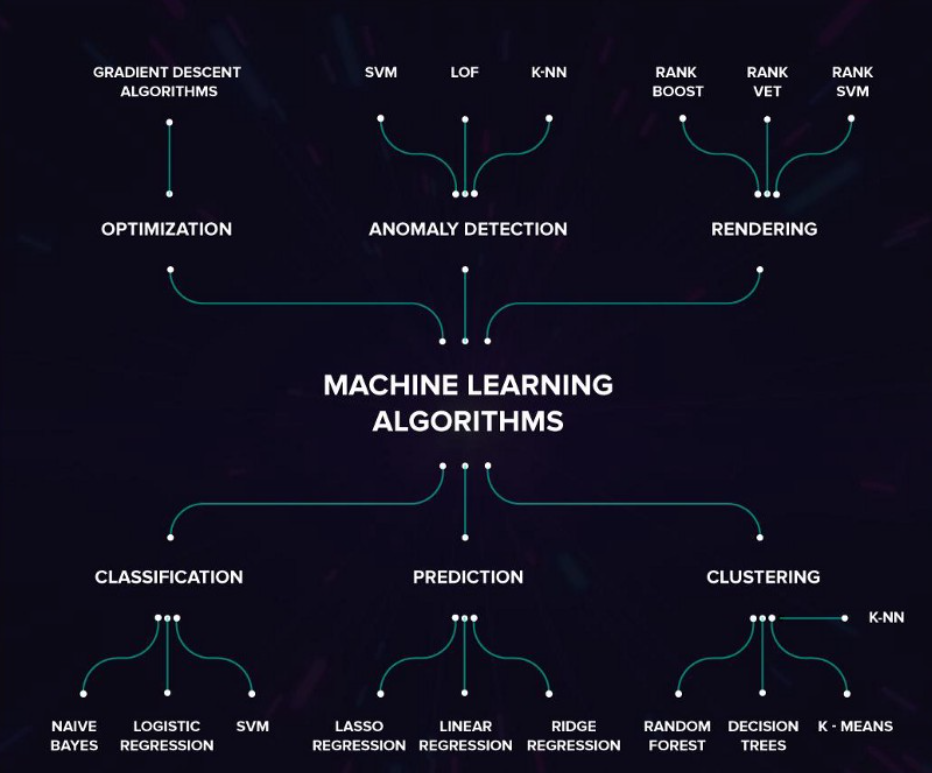 GRADIENT DESCENT
ALGORITHMS
SVM
LOF
K-NN
RANK
BOOST
RANK
VET
RANK
SVM
OPTIMIZATION
ANOMALY DETECTION
RENDERING
MACHINE LEARNING
ALGORITHMS
CLASSIFICATION
PREDICTION
CLUSTERING
K-NN
NAIVE
BAYES
LOGISTIC
REGRESSION
SVM
LASSO
REGRESSION
LINEAR
REGRESSION
RIDGE
REGRESSION
RANDOM
FOREST
DECISION
TREES
K - MEANS